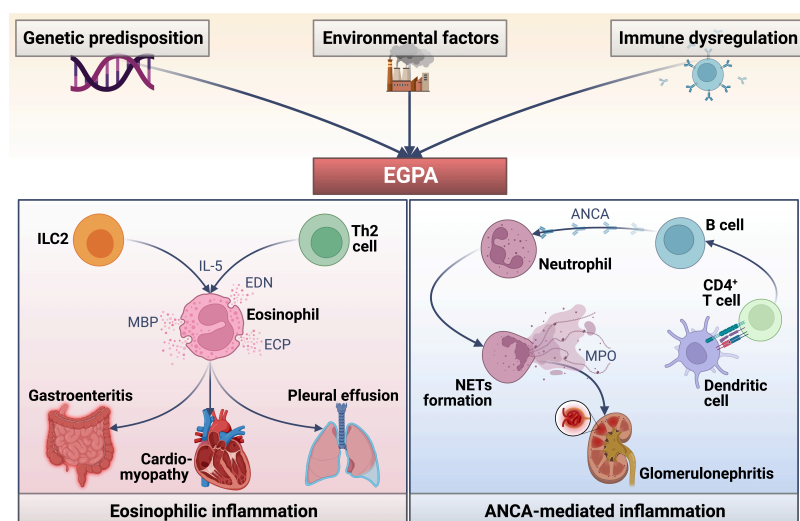 Genetic predisposition
Environmental factors
Immune dysregulation
EGPA
ILC2
Th2
cell
IL-5
EDN
Eosinophil
MBP
ECP
Gastroenteritis
Pleural effusion
Cardio-
myopathy
Eosinophilic inflammation
ANCA
B cell
Neutrophil
CD4⁺
T cell
MPO
NETs
formation
Dendritic
cell
Glomerulonephritis
ANCA-mediated inflammation